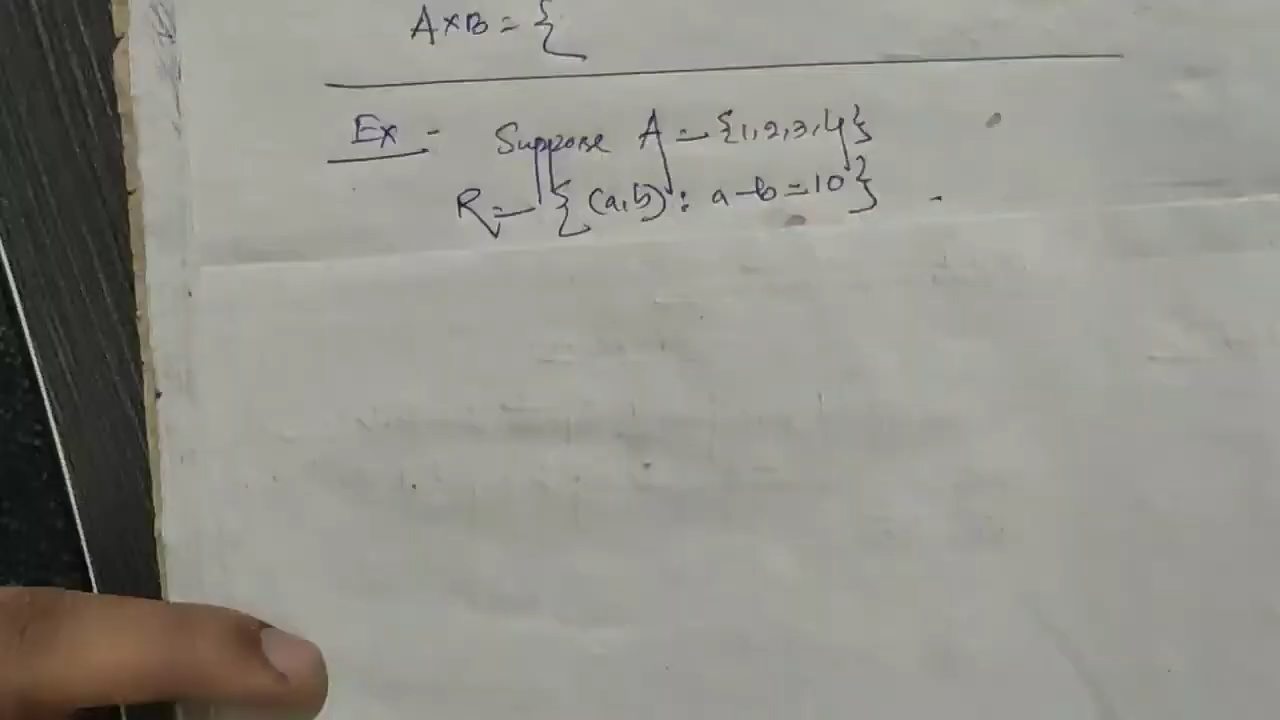 A×B = {
Ex - Suppose A = {1,2,3,4}
R = {(a,b) : a-b=10}